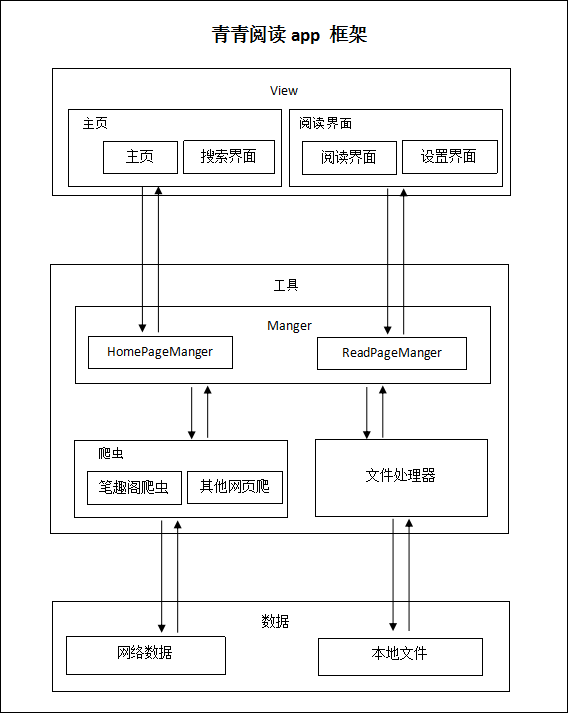 青青阅读 app 框架
View
主页
阅读界面
主页
搜索界面
阅读界面
设置界面
工具
Manger
HomePageManger
ReadPageManger
爬虫
笔趣阁爬虫
其他网页爬
文件处理器
数据
网络数据
本地文件